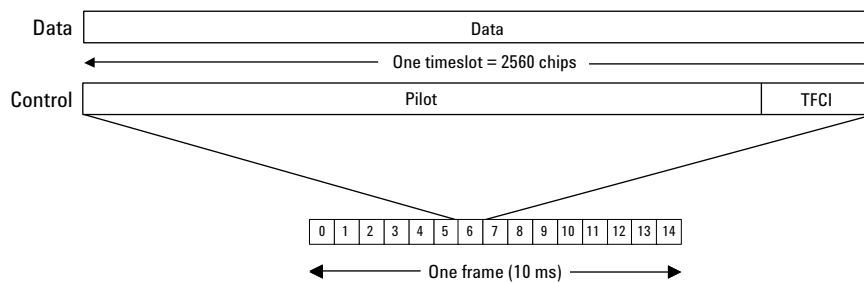 Data Data
One timeslot = 2560 chips
Control Pilot TFCI
0 1 2 3 4 5 6 7 8 9 10 11 12 13 14
One frame (10 ms)